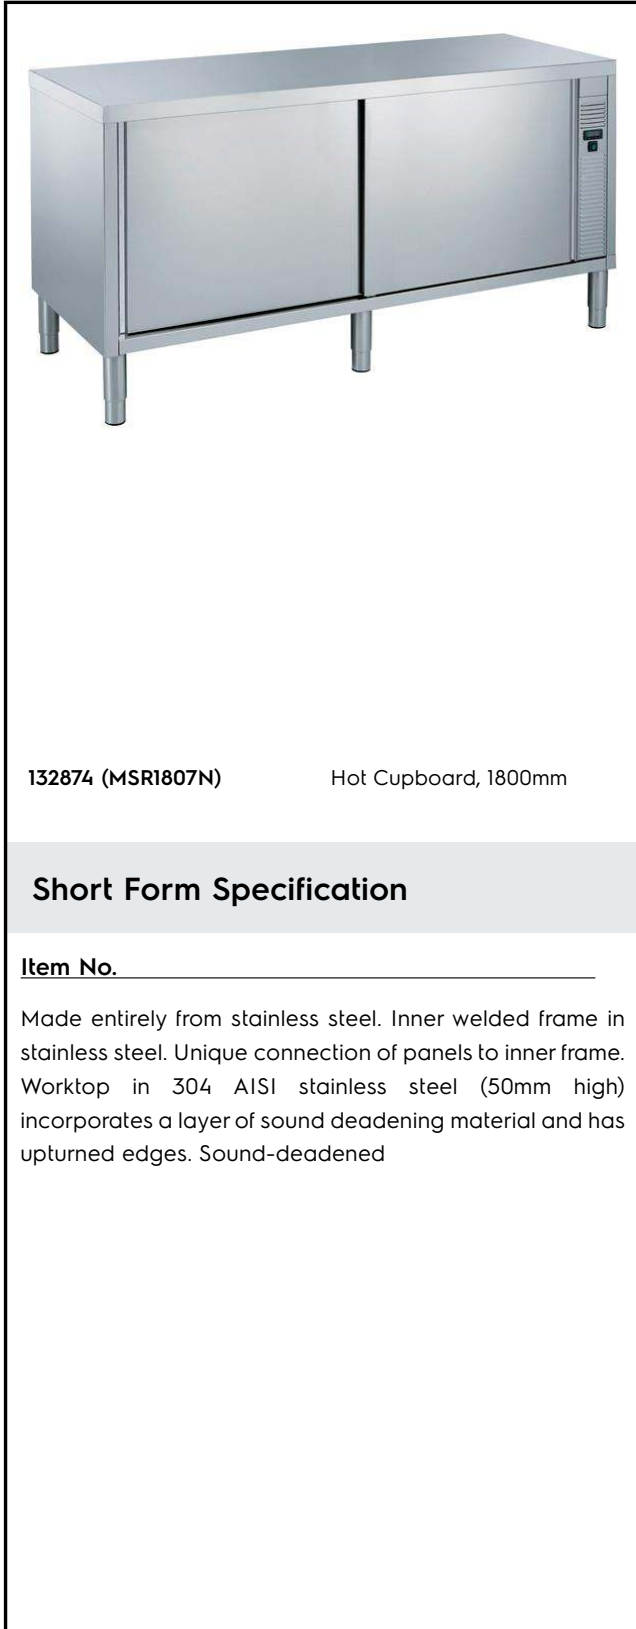 132874 (MSR1807N) Hot Cupboard, 1800mm
Short Form Specification
Item No.
Made entirely from stainless steel. Inner welded frame in
stainless steel. Unique connection of panels to inner frame.
Worktop in 304 AISI stainless steel (50mm high)
incorporates a layer of sound deadening material and has
upturned edges. Sound-deadened